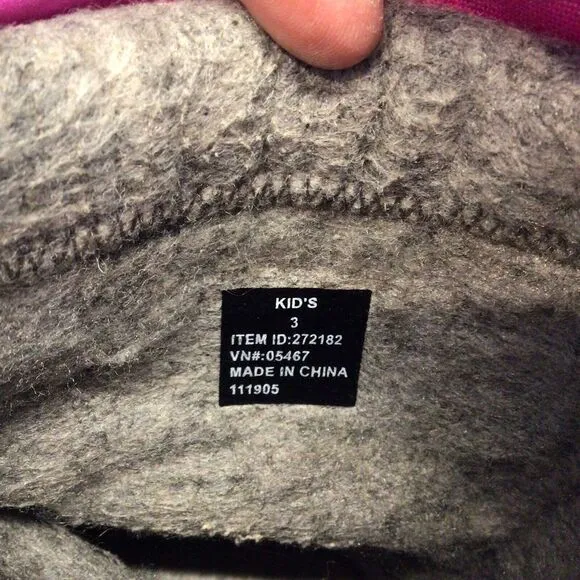 KID'S
3
ITEM ID:272182
VN#:05467
MADE IN CHINA
111905